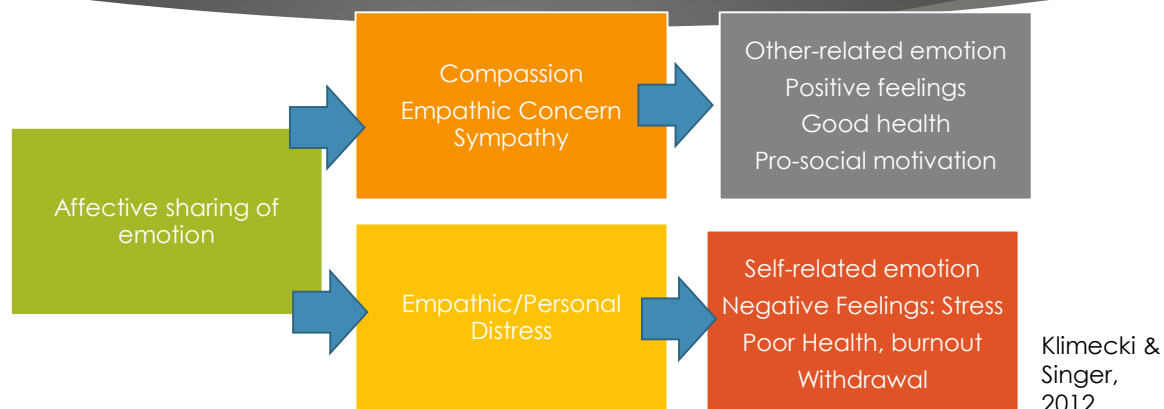 Compassion
Empathic Concern
Sympathy
Other-related emotion
Positive feelings
Good health
Pro-social motivation
Affective sharing of
emotion
Empathic/Personal
Distress
Self-related emotion
Negative Feelings: Stress
Poor Health, burnout
Withdrawal
Klimecki &
Singer,
2012